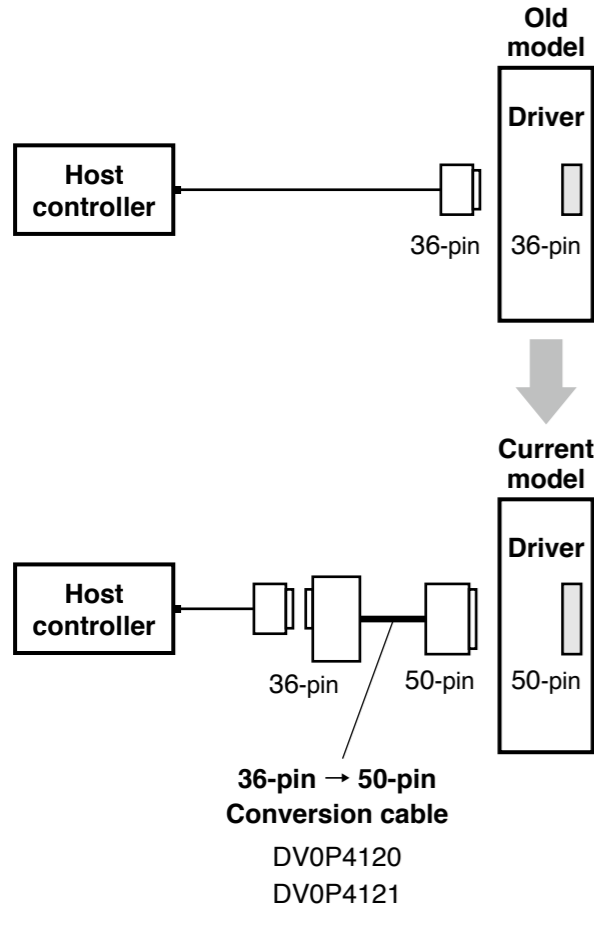 Old
model
Driver
Host
controller
36-pin
36-pin
Current
model
Driver
Host
controller
36-pin
50-pin
50-pin
36-pin → 50-pin
Conversion cable
DV0P4120
DV0P4121